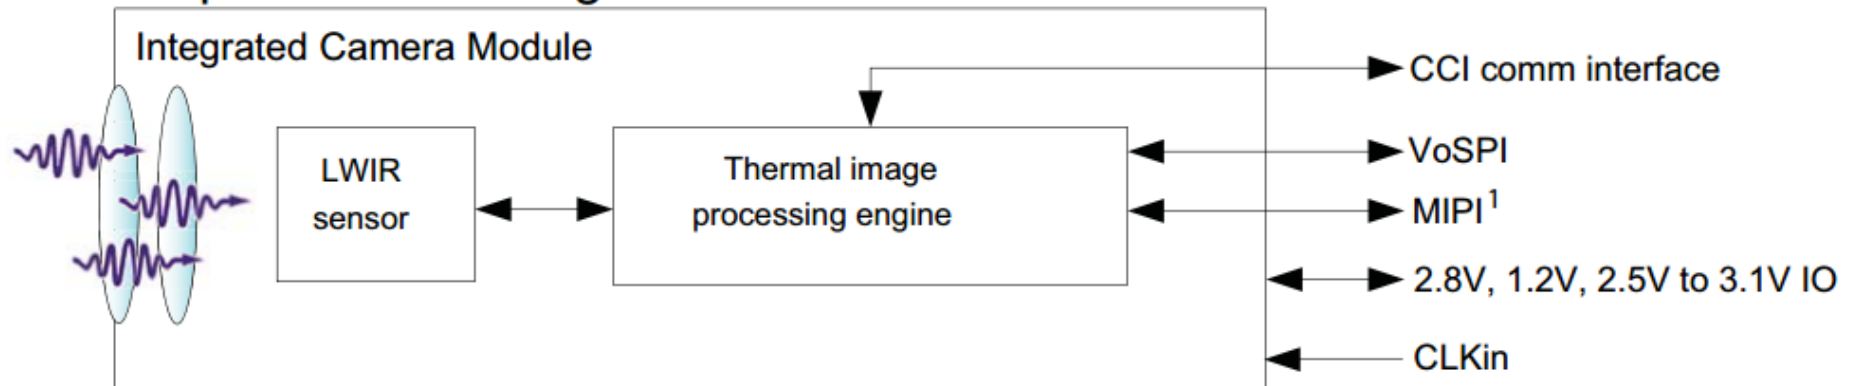 Integrated Camera Module
LWIR
sensor
Thermal image
processing engine
CCI comm interface
VoSPI
MIPI¹
2.8V, 1.2V, 2.5V to 3.1V IO
CLKin